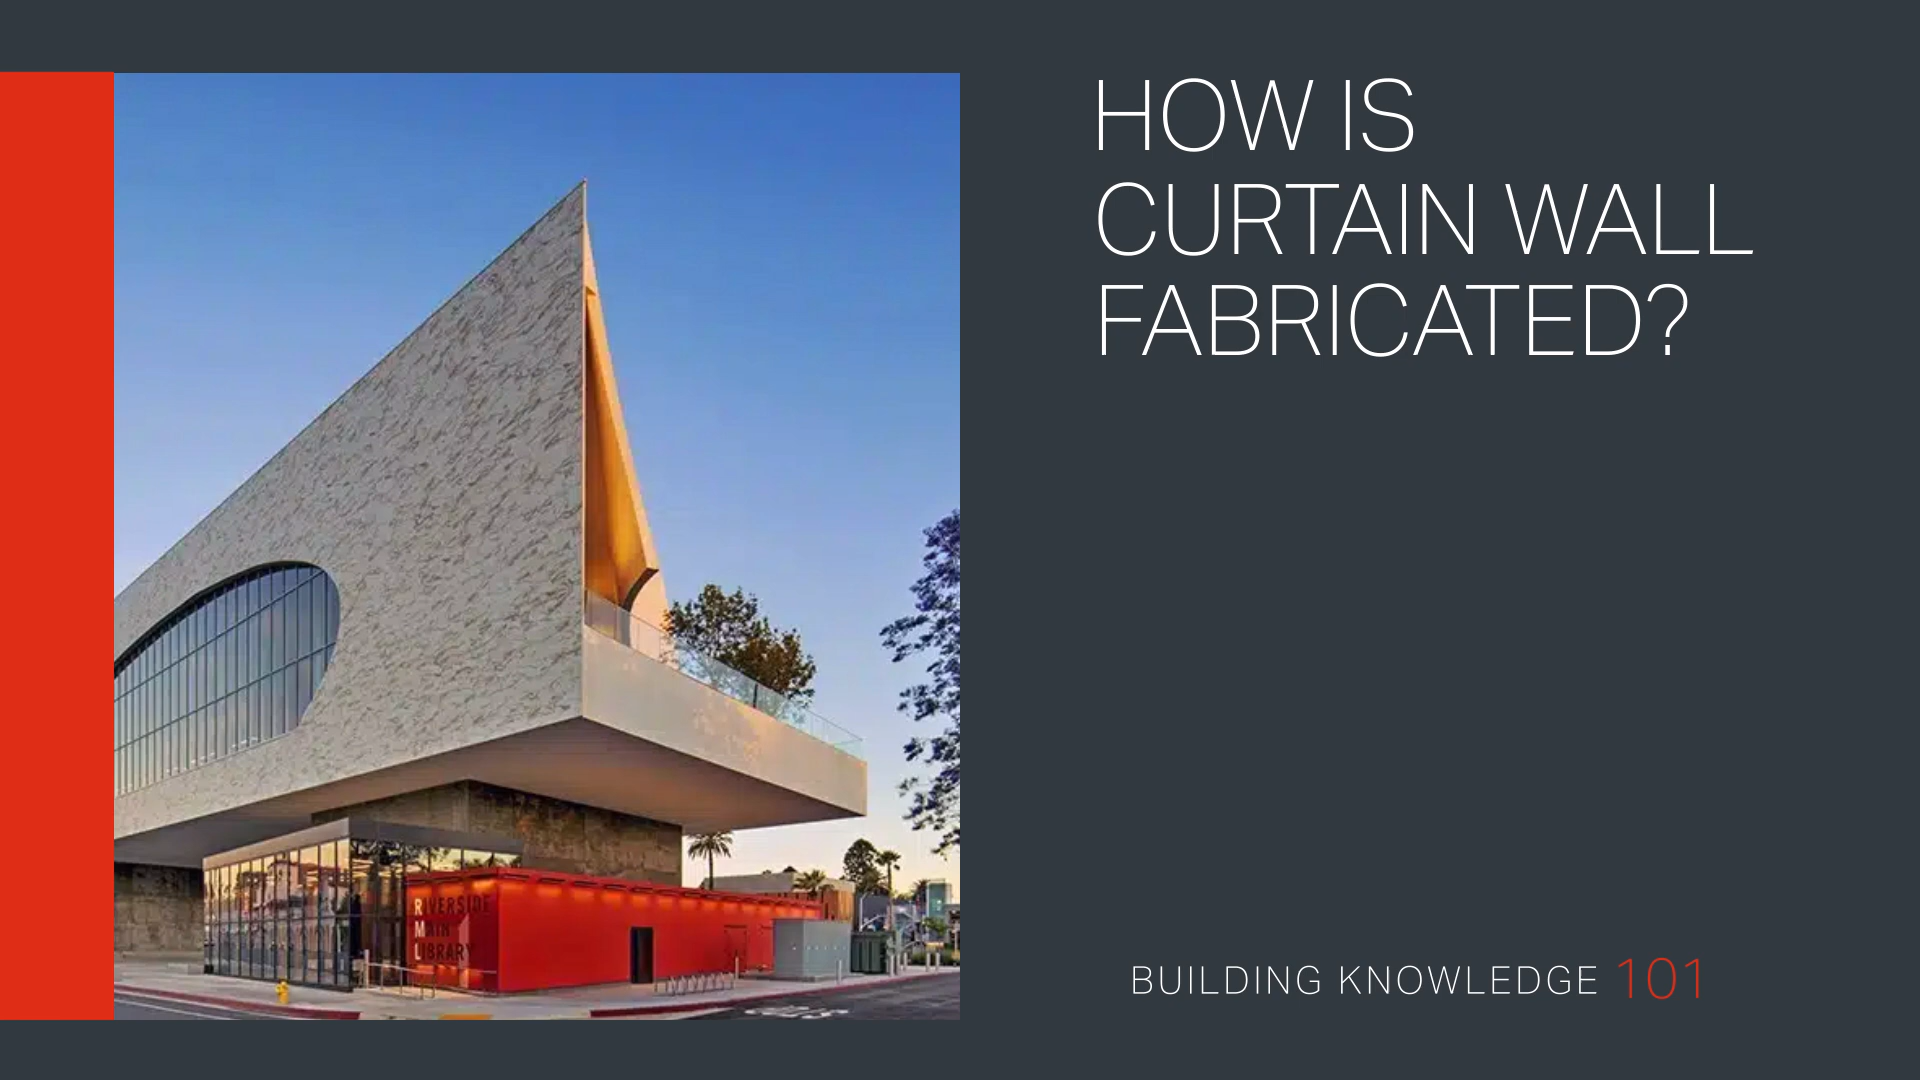 HOW IS
CURTAIN WALL
FABRICATED?
RIVERSIDE
MAIN
LIBRARY
BUILDING KNOWLEDGE 101